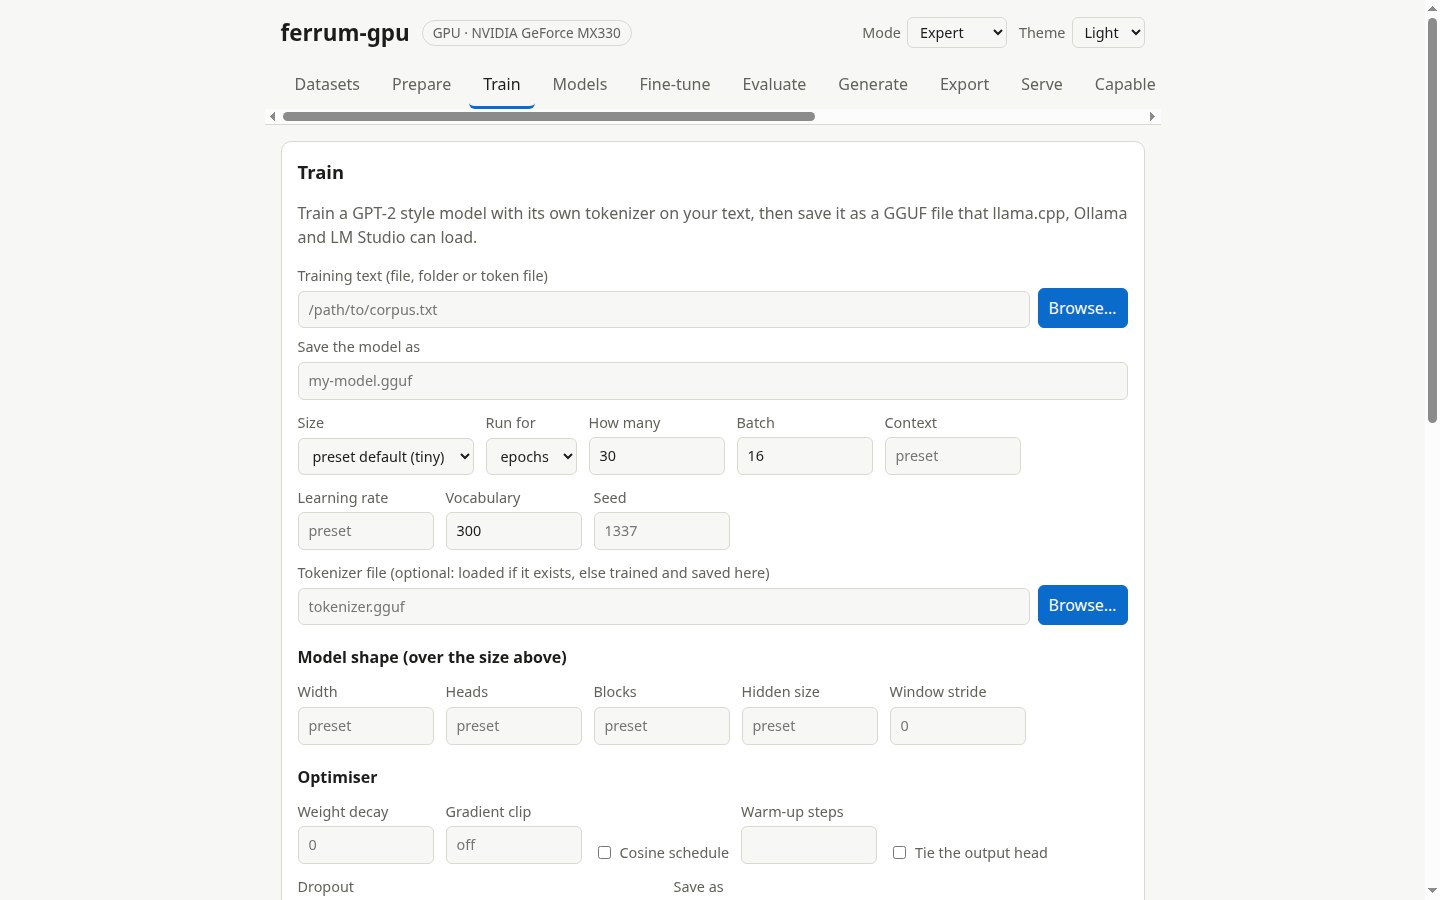 ferrum-gpu GPU · NVIDIA GeForce MX330 Mode Expert Theme Light
Datasets Prepare Train Models Fine-tune Evaluate Generate Export Serve Capable
Train
Train a GPT-2 style model with its own tokenizer on your text, then save it as a GGUF file that llama.cpp, Ollama
and LM Studio can load.
Training text (file, folder or token file)
/path/to/corpus.txt Browse...
Save the model as
my-model.gguf
Size Run for How many Batch Context
preset default (tiny) epochs 30 16 preset
Learning rate Vocabulary Seed
preset 300 1337
Tokenizer file (optional: loaded if it exists, else trained and saved here)
tokenizer.gguf Browse...
Model shape (over the size above)
Width Heads Blocks Hidden size Window stride
preset preset preset preset 0
Optimiser
Weight decay Gradient clip Warm-up steps
0 off Cosine schedule Tie the output head
Dropout Save as